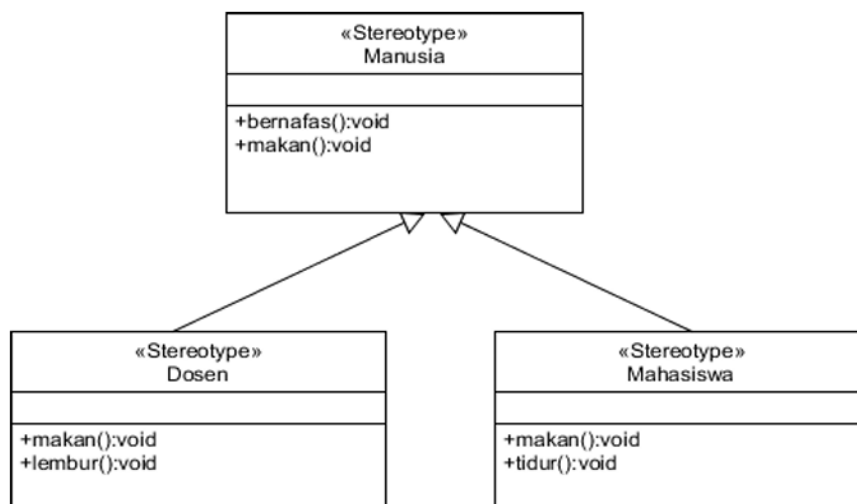 «Stereotype»
Manusia
+bernafas():void
+makan():void
«Stereotype»
Dosen
+makan():void
+lembur():void
«Stereotype»
Mahasiswa
+makan():void
+tidur():void